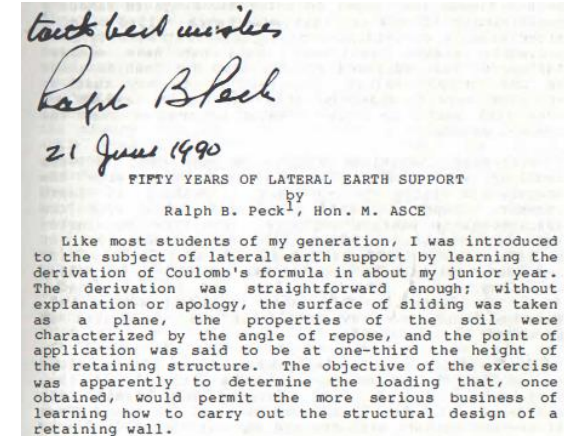 with best wishes
Ralph B Peck
21 June 1990
FIFTY YEARS OF LATERAL EARTH SUPPORT
by
Ralph B. Peck1, Hon. M. ASCE
Like most students of my generation, I was introduced
to the subject of lateral earth support by learning the
derivation of Coulomb's formula in about my junior year.
The derivation was straightforward enough; without
explanation or apology, the surface of sliding was taken
as a plane, the properties of the soil were
characterized by the angle of repose, and the point of
application was said to be at one-third the height of
the retaining structure. The objective of the exercise
was apparently to determine the loading that, once
obtained, would permit the more serious business of
learning how to carry out the structural design of a
retaining wall.